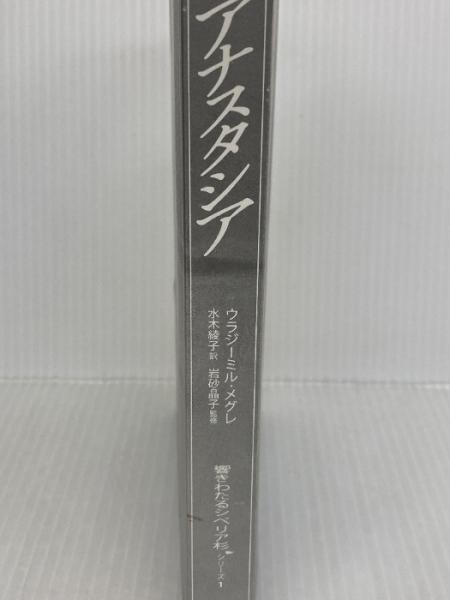 アナスタシア
ウラジーミル・メグレ
水木綾子 訳 岩砂晶子 監修
響きわたるシベリア杉 シリーズ1